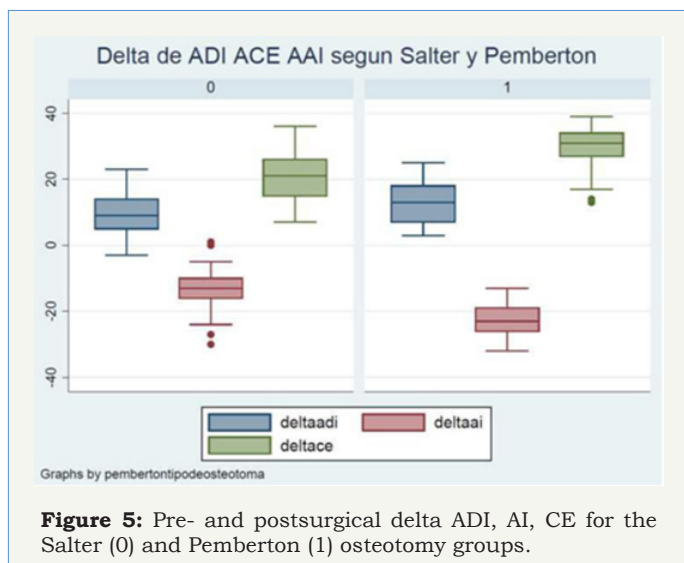 Delta de ADI ACE AAI segun Salter y Pemberton
0 1
40
20
0
-20
-40
deltaadi deltaai
deltace
Graphs by pembertontipodeosteotoma
Figure 5: Pre- and postsurgical delta ADI, AI, CE for the
Salter (0) and Pemberton (1) osteotomy groups.